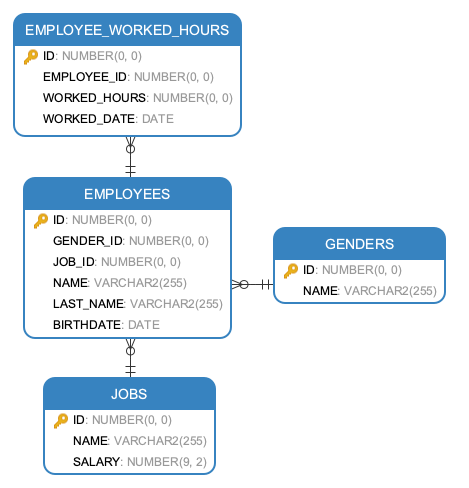 EMPLOYEE_WORKED_HOURS
ID: NUMBER(0, 0)
EMPLOYEE_ID: NUMBER(0, 0)
WORKED_HOURS: NUMBER(0, 0)
WORKED_DATE: DATE
EMPLOYEES
ID: NUMBER(0, 0)
GENDER_ID: NUMBER(0, 0)
JOB_ID: NUMBER(0, 0)
NAME: VARCHAR2(255)
LAST_NAME: VARCHAR2(255)
BIRTHDATE: DATE
GENDERS
ID: NUMBER(0, 0)
NAME: VARCHAR2(255)
JOBS
ID: NUMBER(0, 0)
NAME: VARCHAR2(255)
SALARY: NUMBER(9, 2)